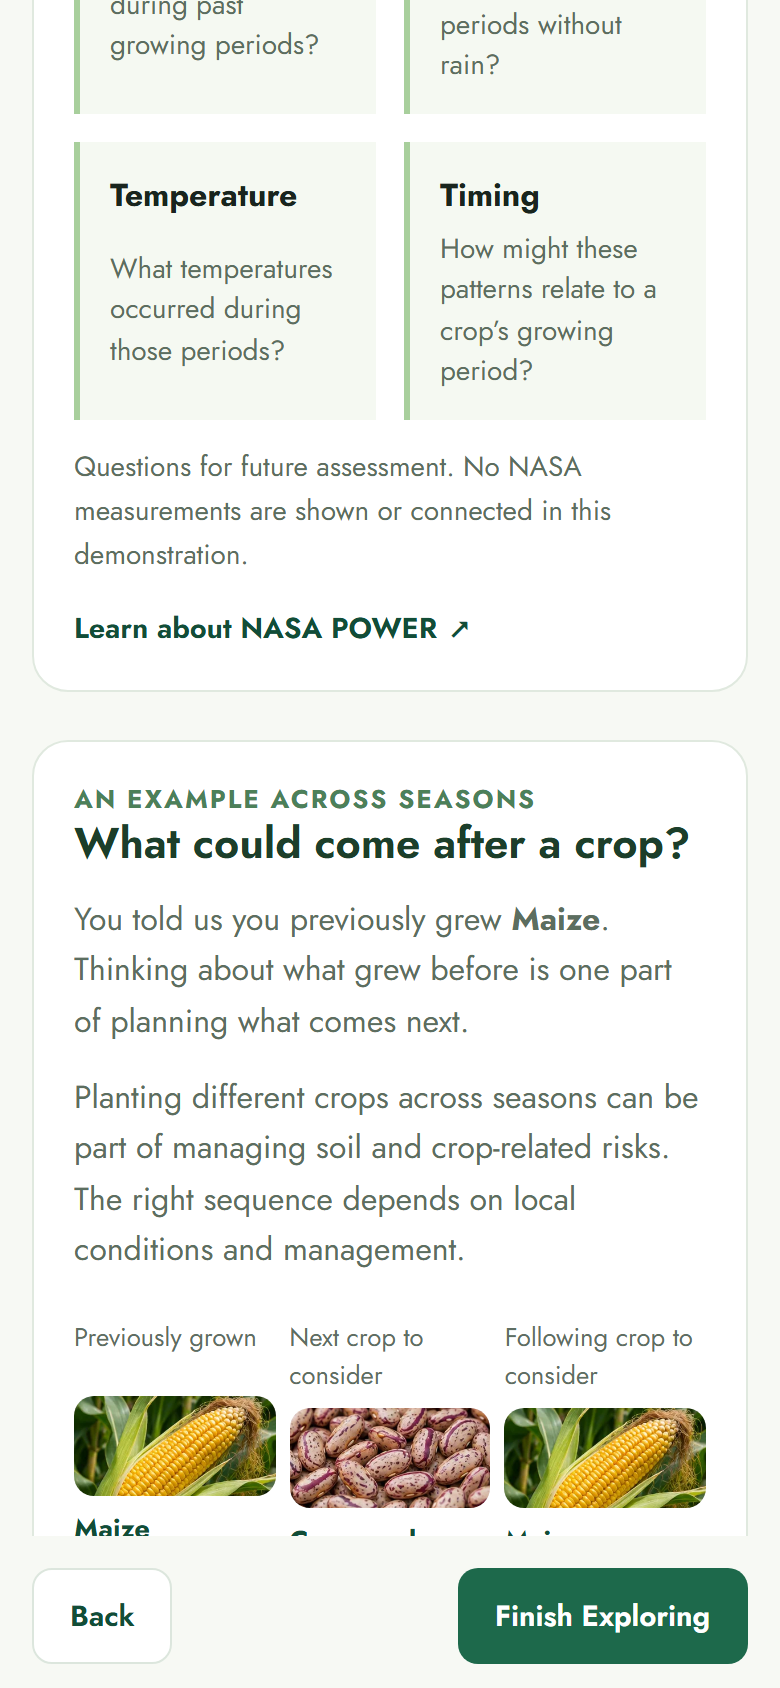 during past
growing periods?
periods without
rain?
Temperature
What temperatures
occurred during
those periods?
Timing
How might these
patterns relate to a
crop’s growing
period?
Questions for future assessment. No NASA
measurements are shown or connected in this
demonstration.
Learn about NASA POWER ↗
AN EXAMPLE ACROSS SEASONS
What could come after a crop?
You told us you previously grew Maize.
Thinking about what grew before is one part
of planning what comes next.
Planting different crops across seasons can be
part of managing soil and crop-related risks.
The right sequence depends on local
conditions and management.
Previously grown
Next crop to
consider
Following crop to
consider
Maize
Back
Finish Exploring